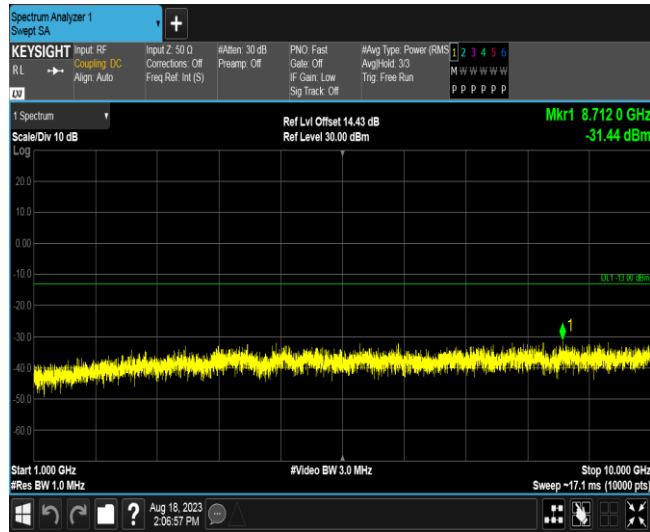 Spectrum Analyzer 1
Swept SA
+
KEYSIGHT
RL
Input: RF
Coupling: DC
Align: Auto
Input Z: 50 Ω
Corrections: Off
Freq Ref: Int (S)
#Atten: 30 dB
Preamp: Off
PNO: Fast
Gate: Off
IF Gain: Low
Sig Track: Off
#Avg Type: Power (RMS
Avg|Hold: 3/3
Trig: Free Run
1 2 3 4 5 6
M W W W W W
P P P P P P
LXI
1 Spectrum
Scale/Div 10 dB
Ref Lvl Offset 14.43 dB
Ref Level 30.00 dBm
Mkr1 8.712 0 GHz
-31.44 dBm
Log
20.0
10.0
0.00
-10.0
DL1 -13.00 dBm
-20.0
-30.0
1
-40.0
-50.0
-60.0
Start 1.000 GHz
#Res BW 1.0 MHz
#Video BW 3.0 MHz
Stop 10.000 GHz
Sweep ~17.1 ms (10000 pts)
?
Aug 18, 2023
2:06:57 PM